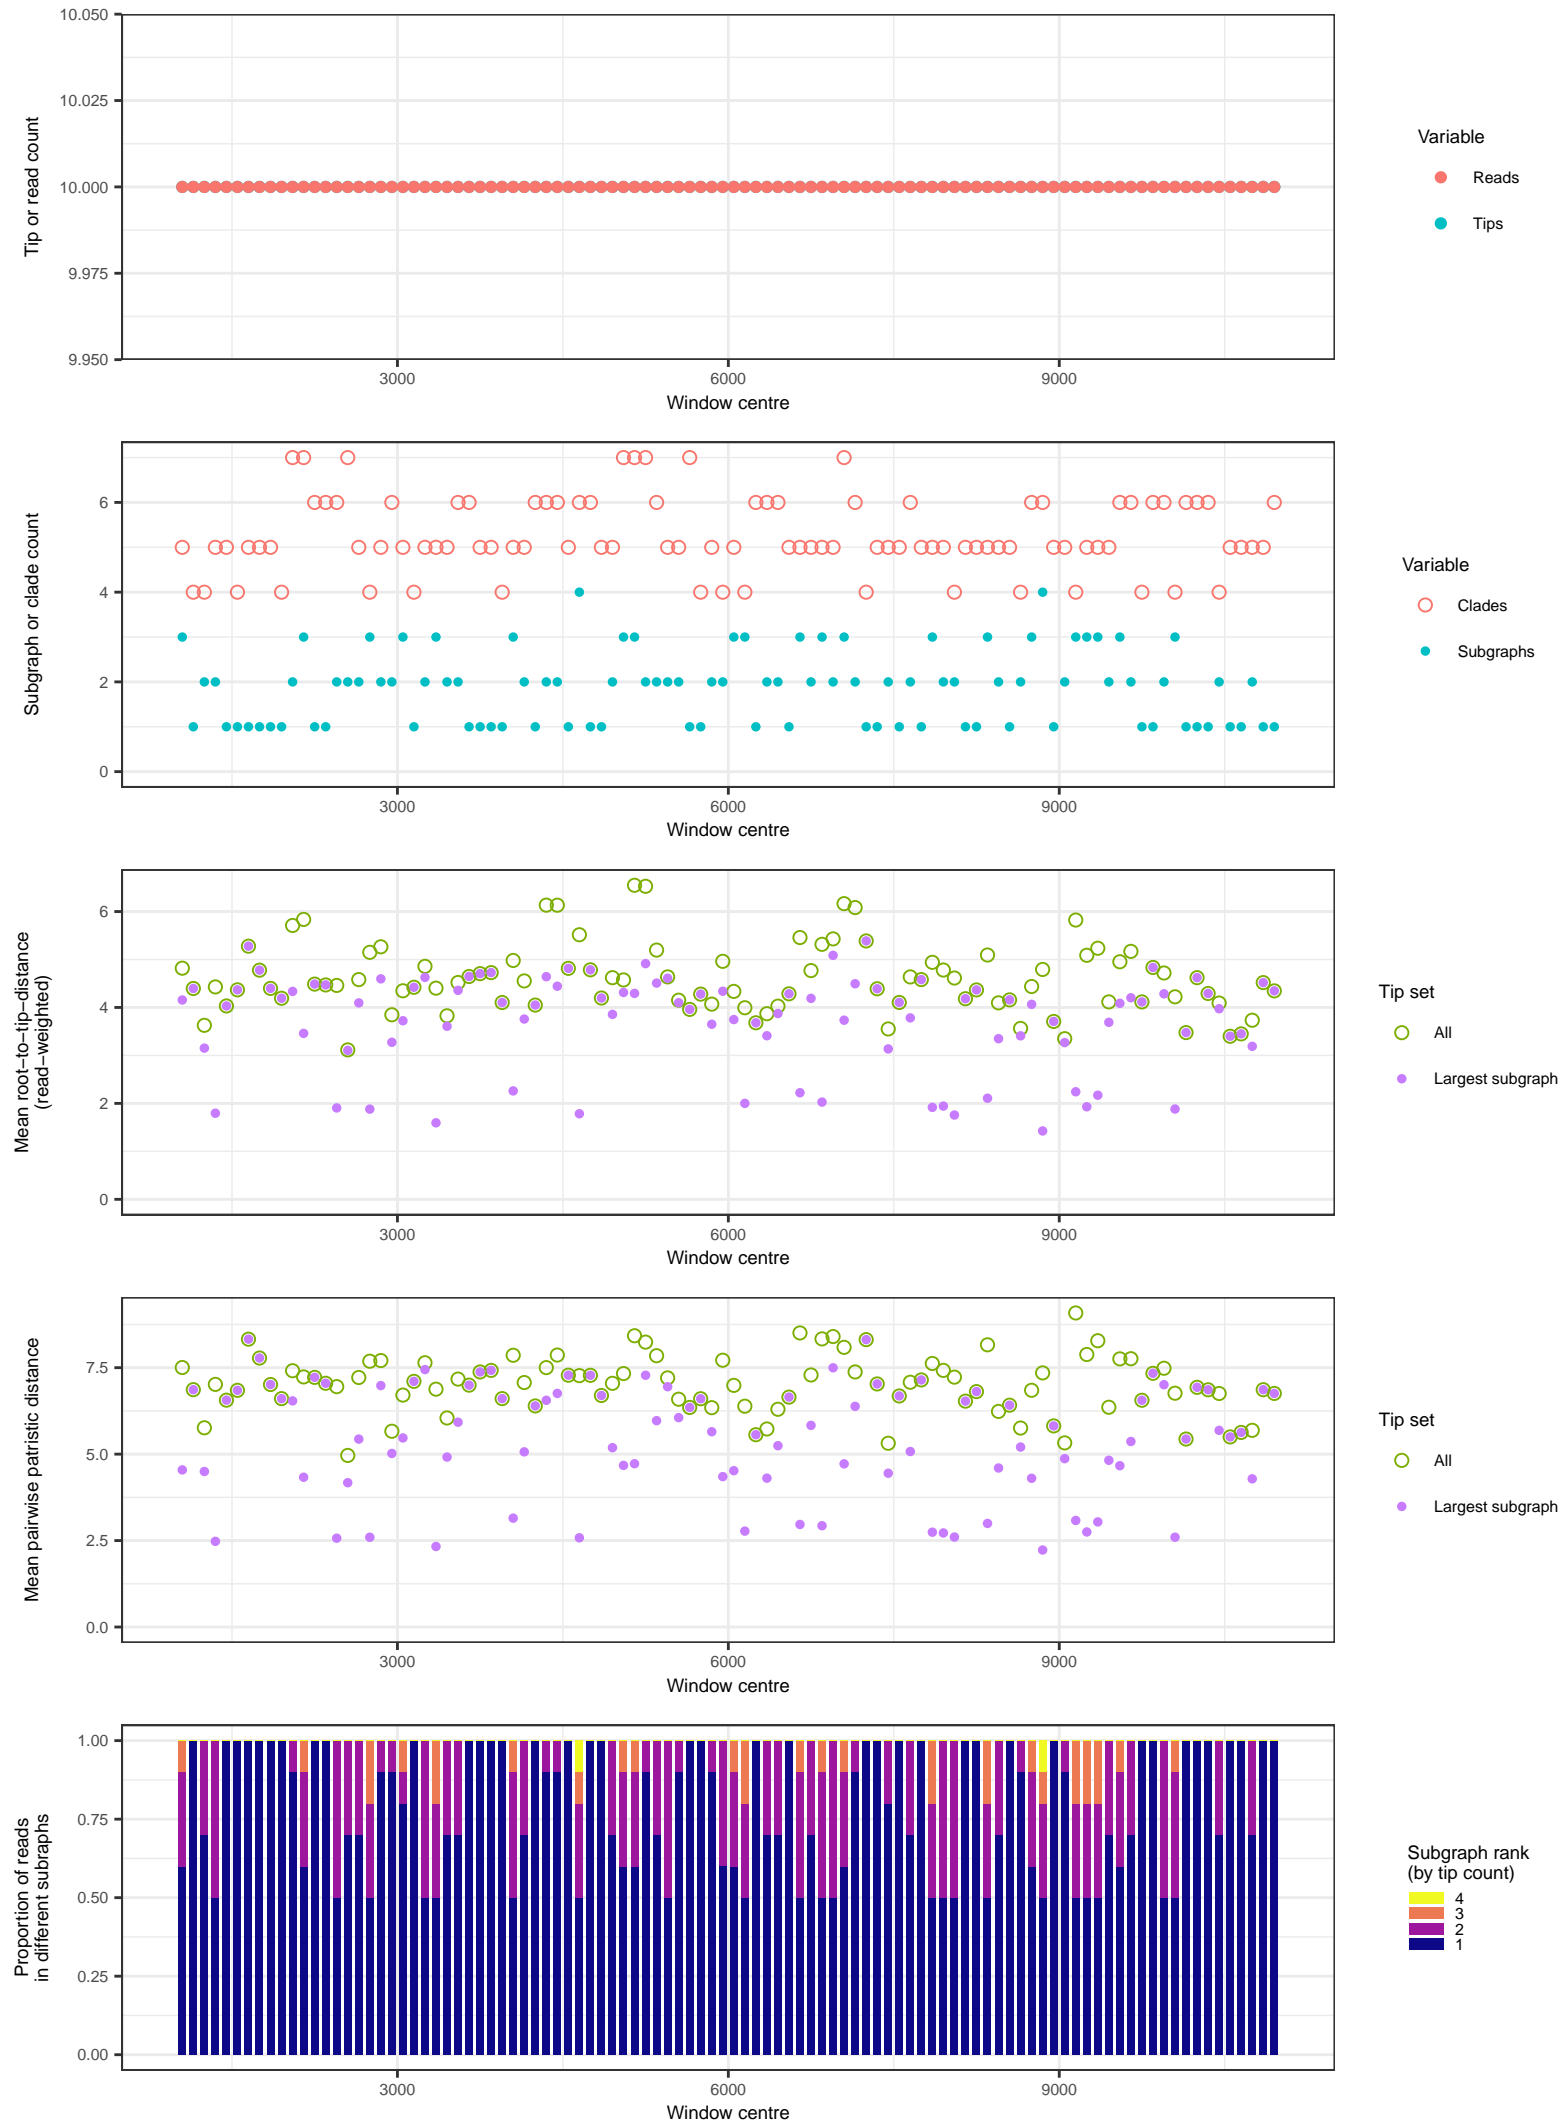 10.050
10.025
10.000
9.975
9.950
Tip or read count
3000
6000
9000
Window centre
Variable
Reads
Tips
6
4
2
0
Subgraph or clade count
3000
6000
9000
Window centre
Variable
Clades
Subgraphs
6
4
2
0
Mean root−to−tip−distance
(read−weighted)
3000
6000
9000
Window centre
Tip set
All
Largest subgraph
7.5
5.0
2.5
0.0
Mean pairwise patristic distance
3000
6000
9000
Window centre
Tip set
All
Largest subgraph
1.00
0.75
0.50
0.25
0.00
Proportion of reads
in different subraphs
3000
6000
9000
Window centre
Subgraph rank
(by tip count)
4
3
2
1